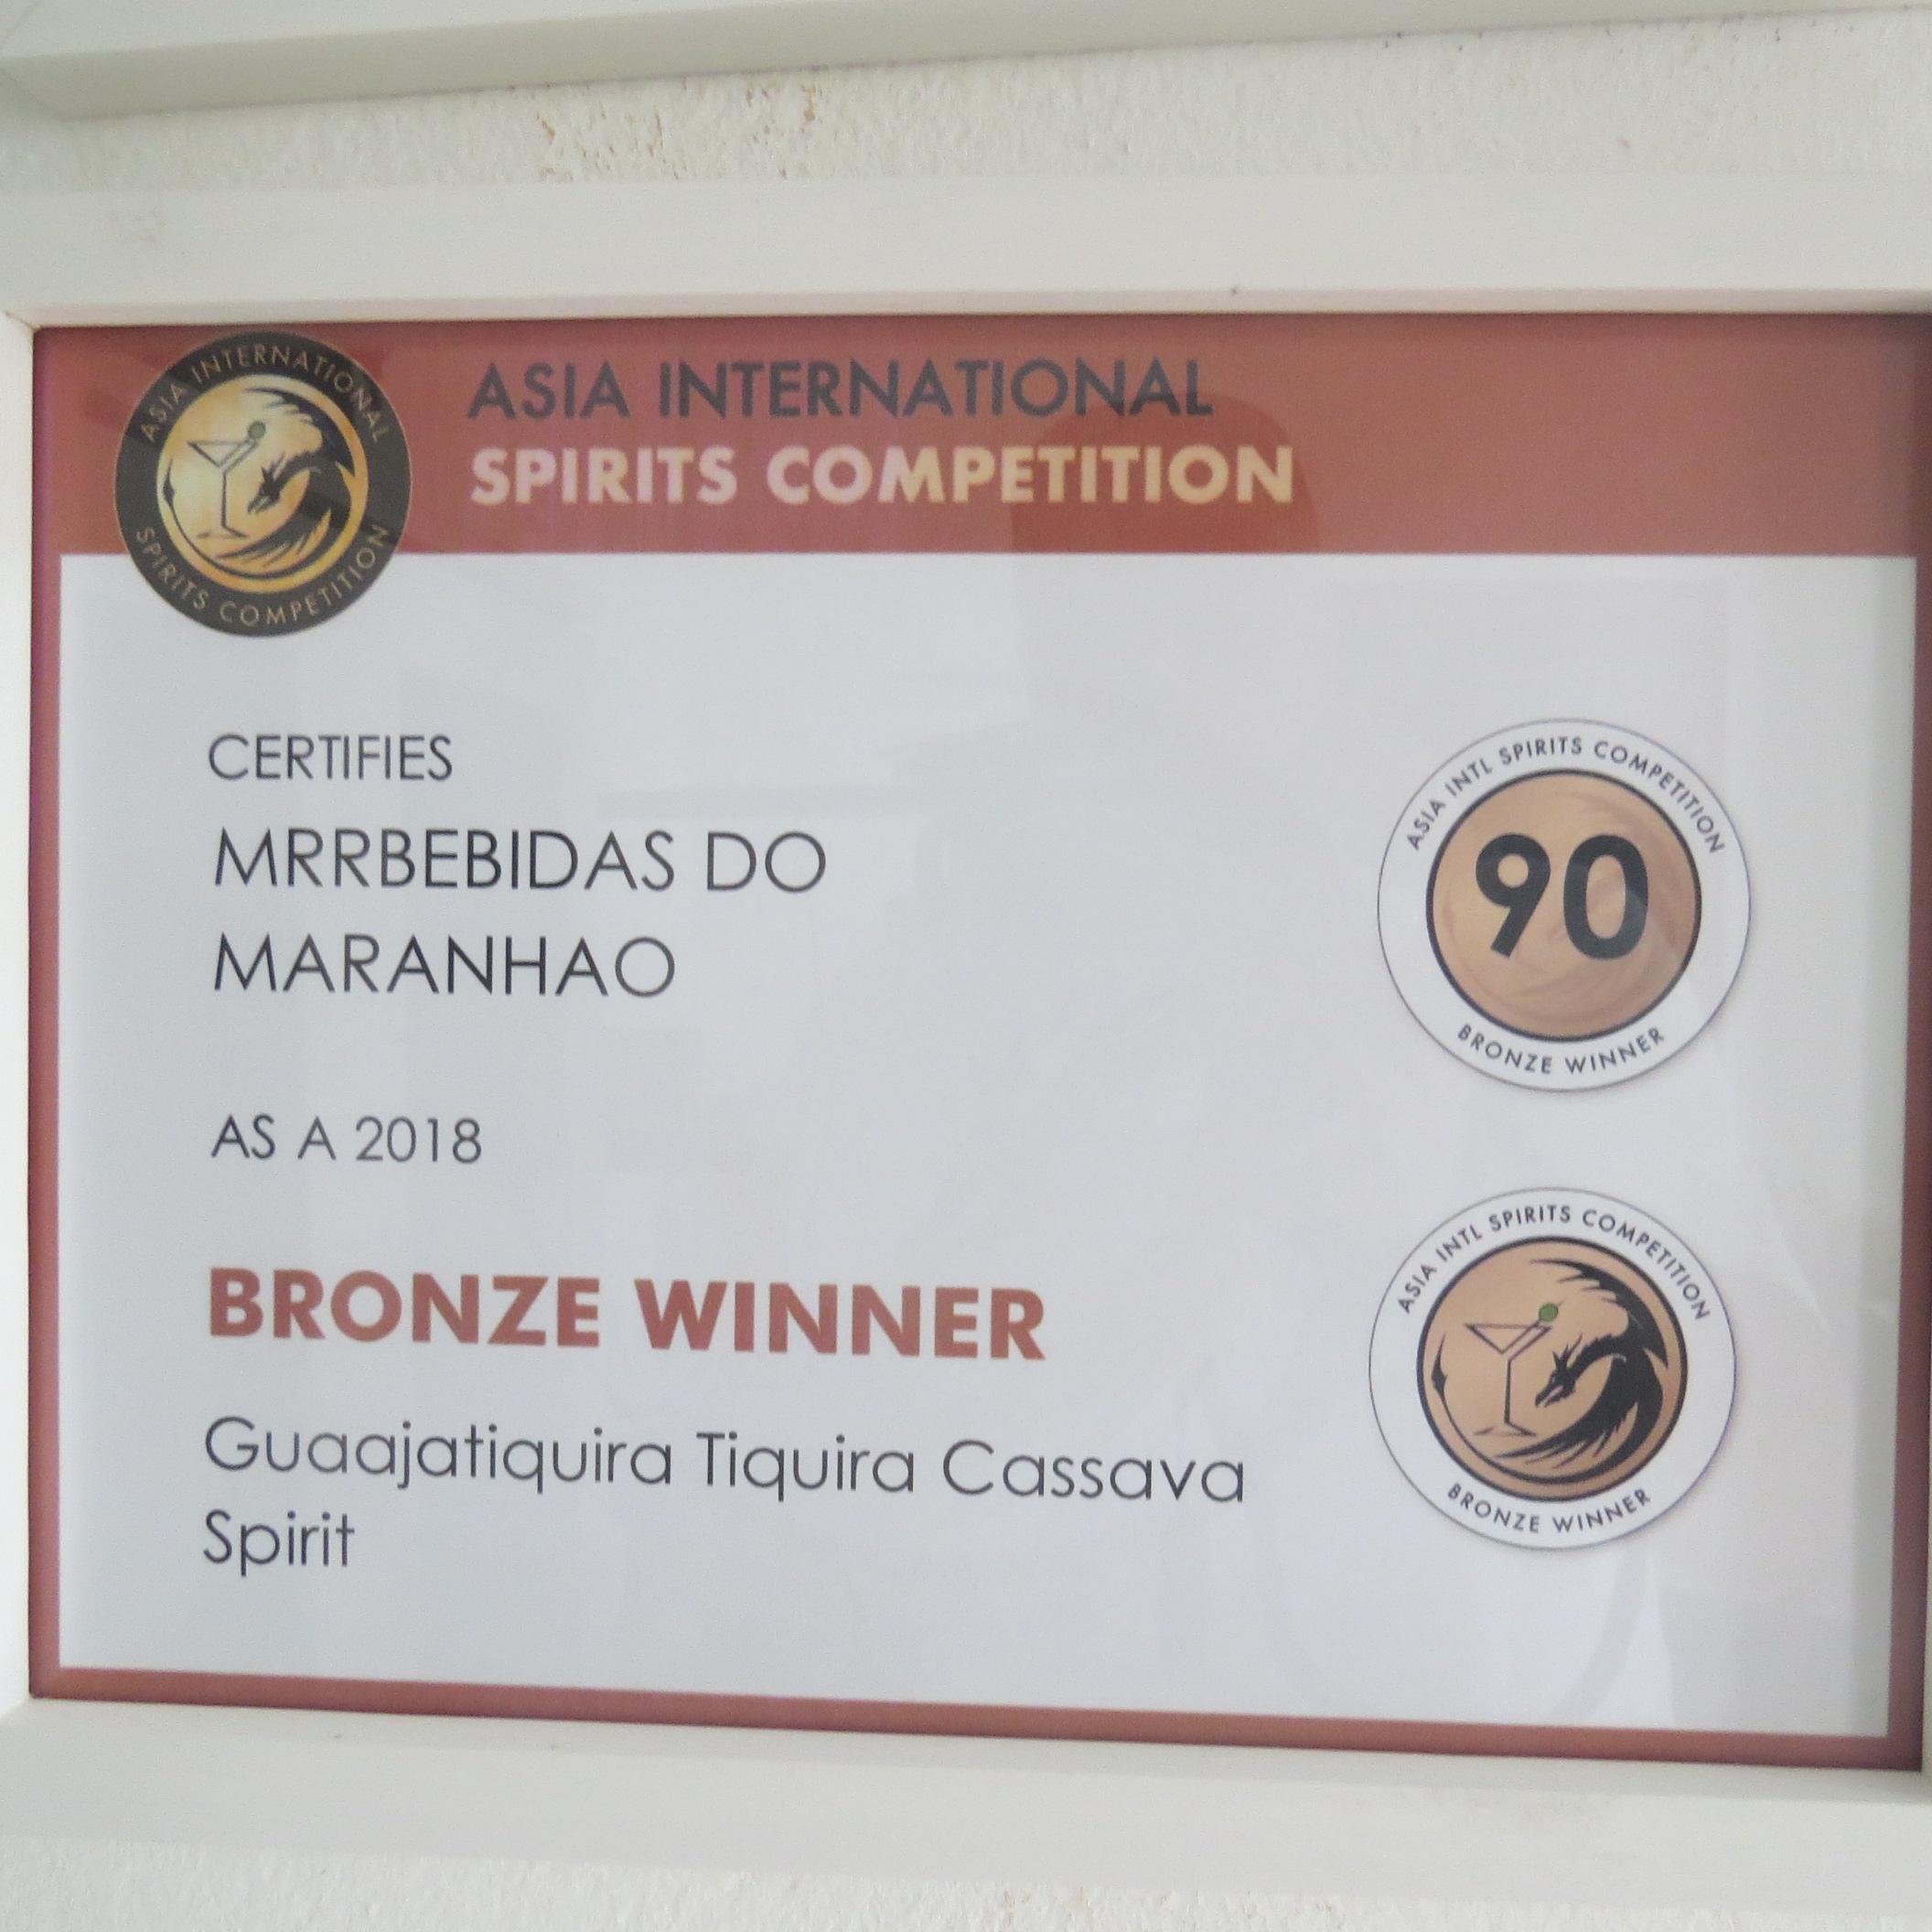 ASIA INTERNATIONAL
SPIRITS COMPETITION
ASIA INTERNATIONAL
SPIRITS COMPETITION
CERTIFIES
MRRBEBIDAS DO
MARANHAO
AS A 2018
BRONZE WINNER
Guaajatiquira Tiquira Cassava
Spirit
ASIA INTL SPIRITS COMPETITION
90
BRONZE WINNER
ASIA INTL SPIRITS COMPETITION
BRONZE WINNER